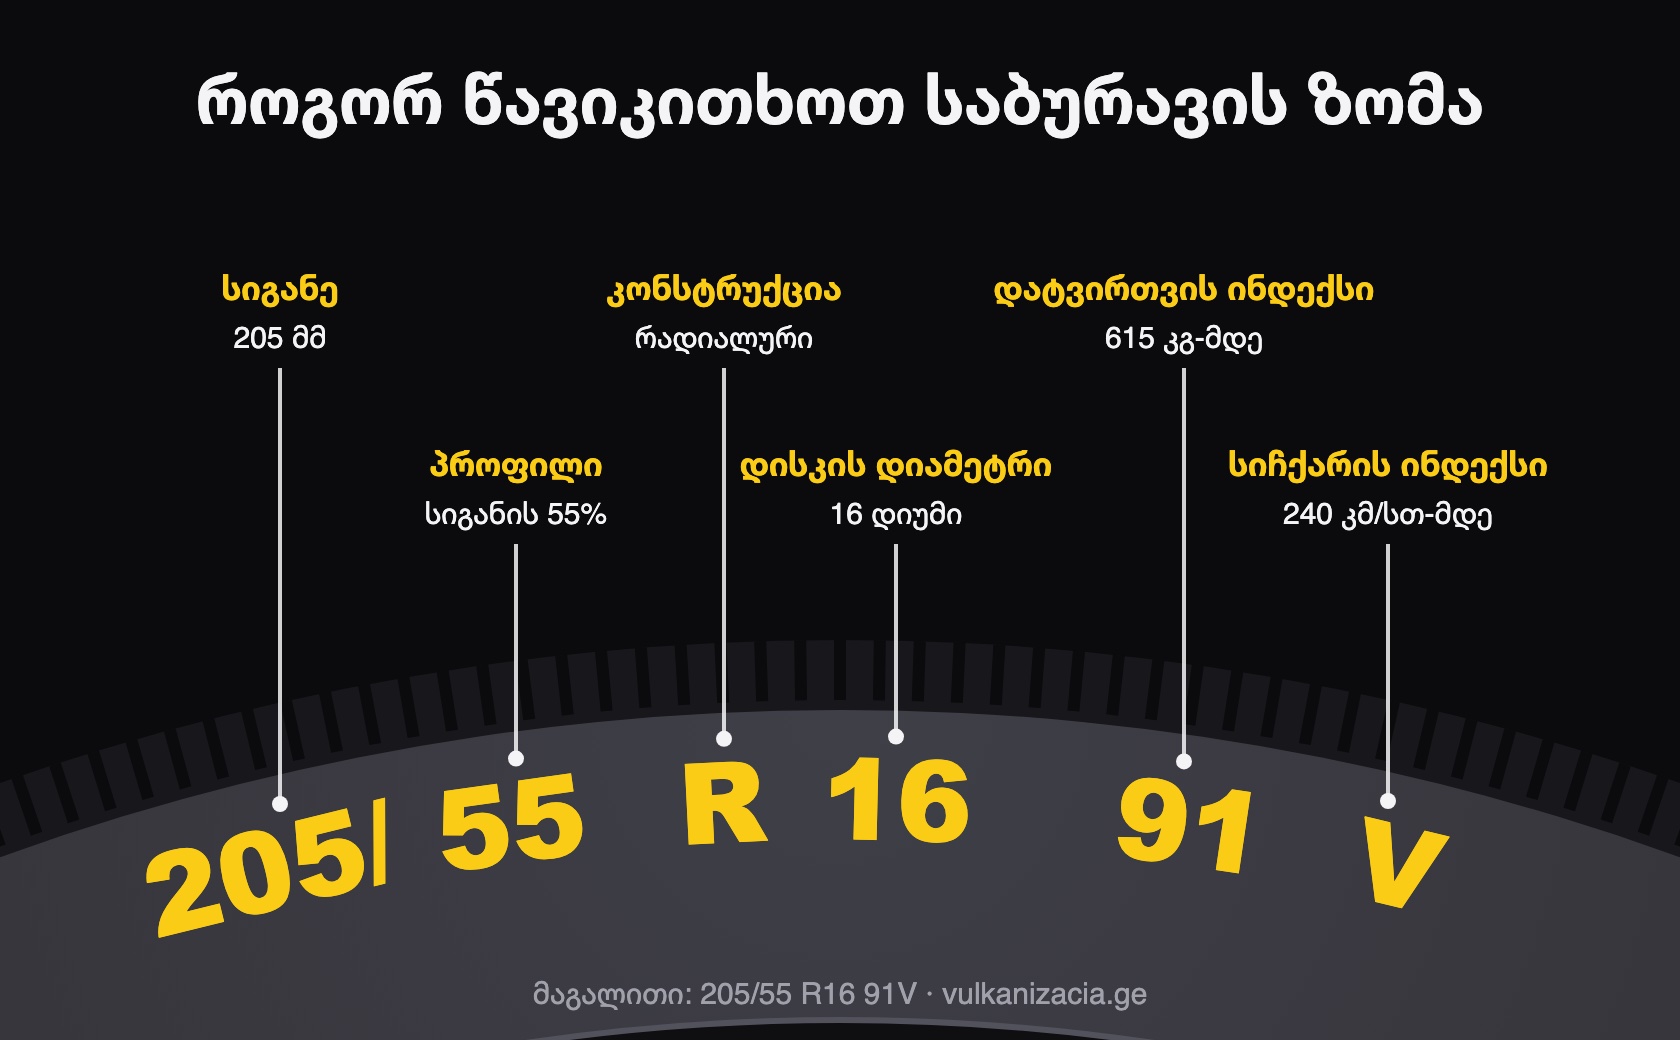 როგორ წავიკითხოთ საბურავის ზომა
სიგანე
205 მმ
კონსტრუქცია
რადიალური
დატვირთვის ინდექსი
615 კგ-მდე
პროფილი
სიგანის 55%
დისკის დიამეტრი
16 დიუმი
სიჩქარის ინდექსი
240 კმ/სთ-მდე
205/ 55 R 16 91 V
მაგალითი: 205/55 R16 91V · vulkanizacia.ge